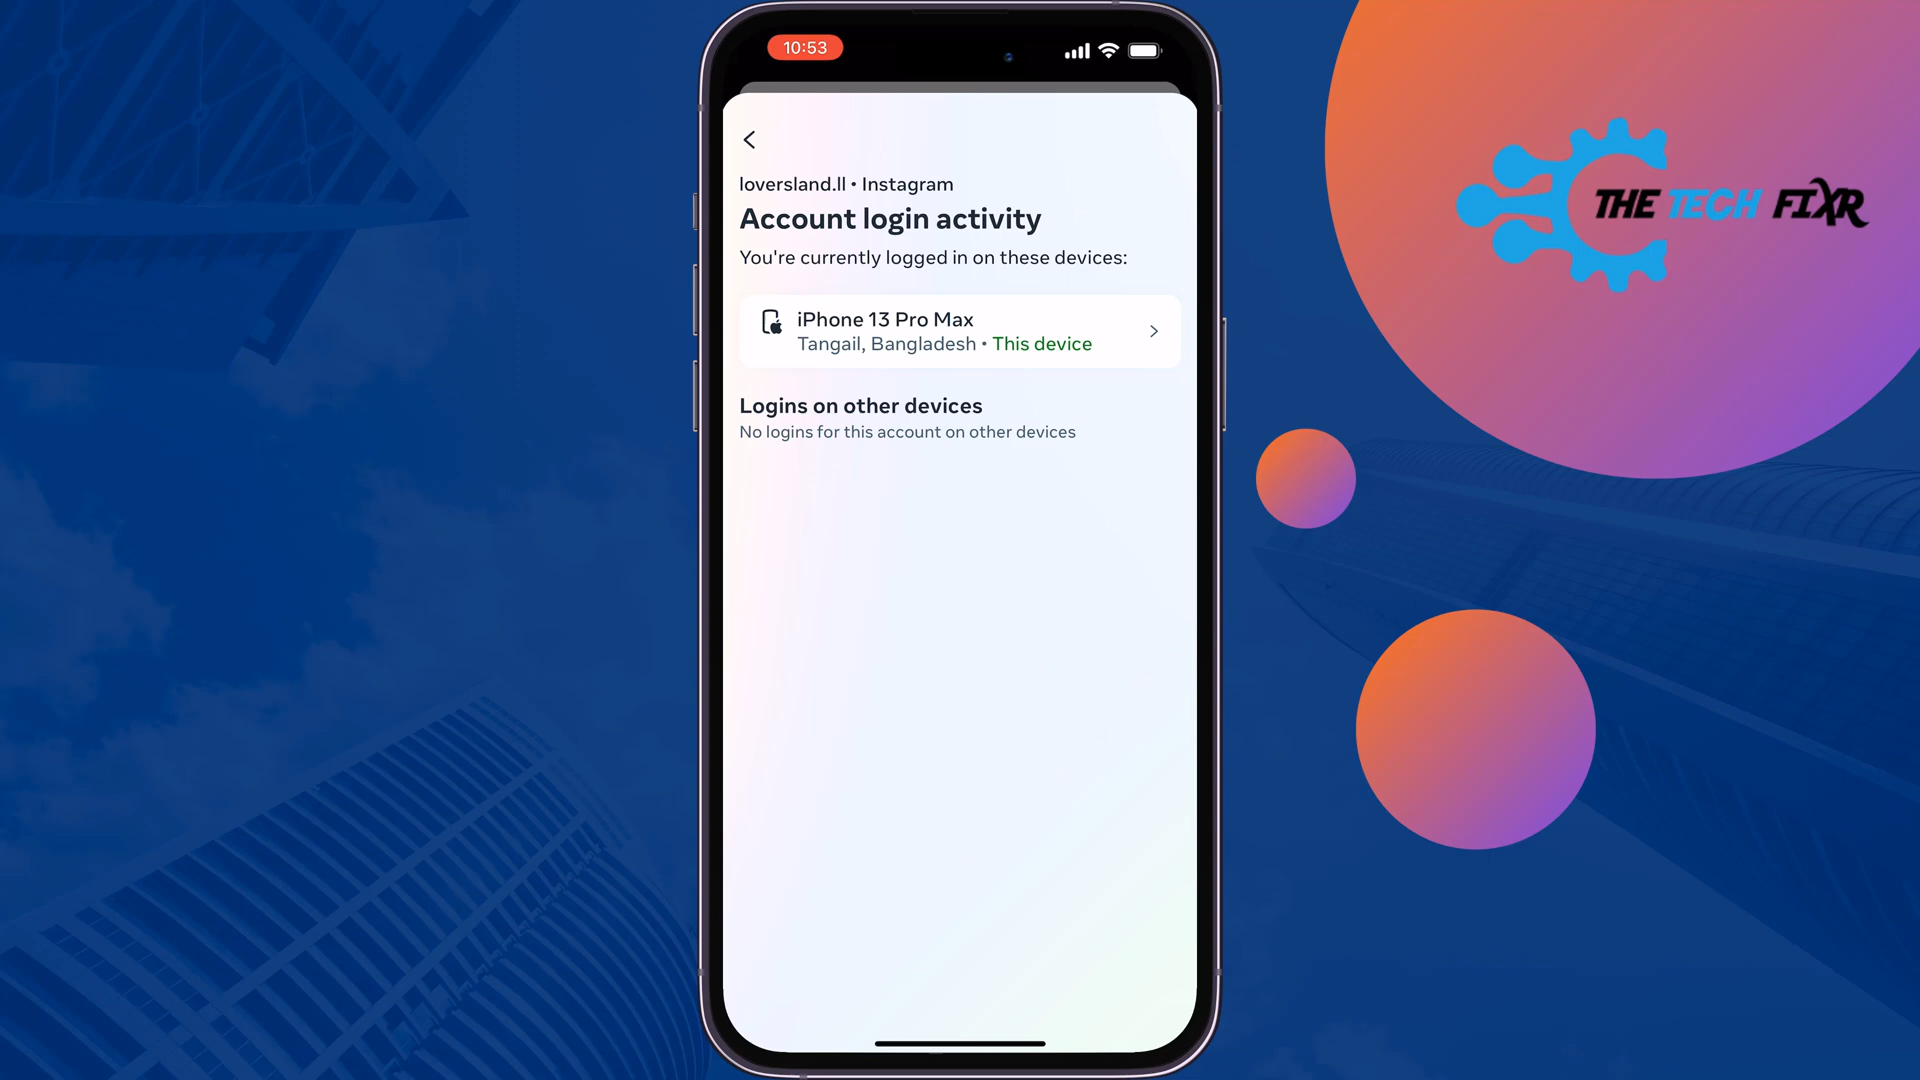 10:53
loversland.ll • Instagram
Account login activity
You're currently logged in on these devices:
iPhone 13 Pro Max
Tangail, Bangladesh • This device
Logins on other devices
No logins for this account on other devices
THE TECH FIXR